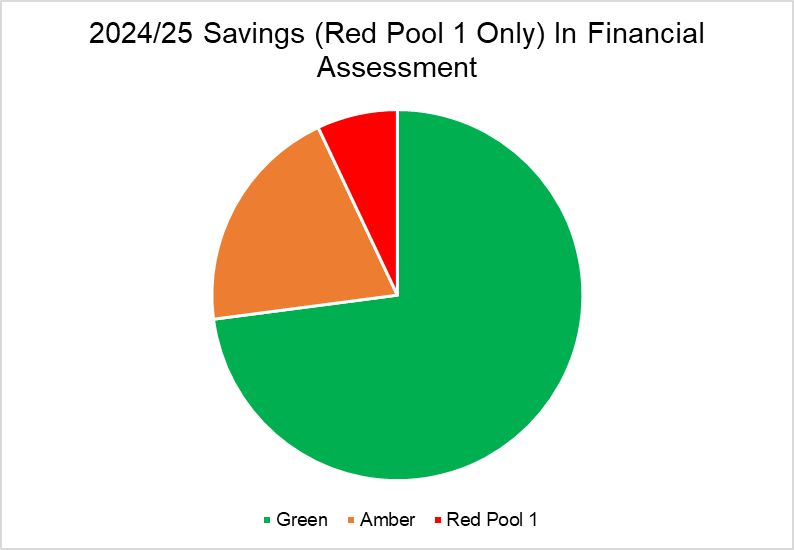 2024/25 Savings (Red Pool 1 Only) In Financial
Assessment
Green Amber Red Pool 1